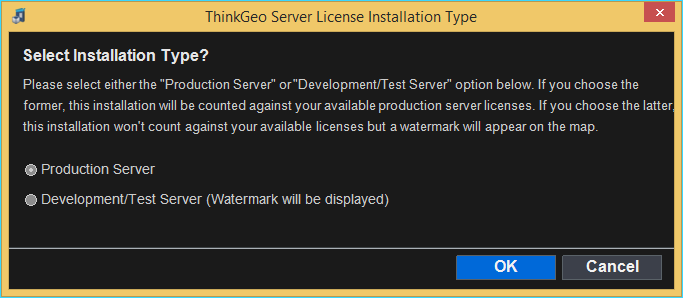 ThinkGeo Server License Installation Type
Select Installation Type?
Please select either the "Production Server" or "Development/Test Server" option below. If you choose the
former, this installation will be counted against your available production server licenses. If you choose the latter,
this installation won't count against your available licenses but a watermark will appear on the map.
Production Server
Development/Test Server (Watermark will be displayed)
OK
Cancel